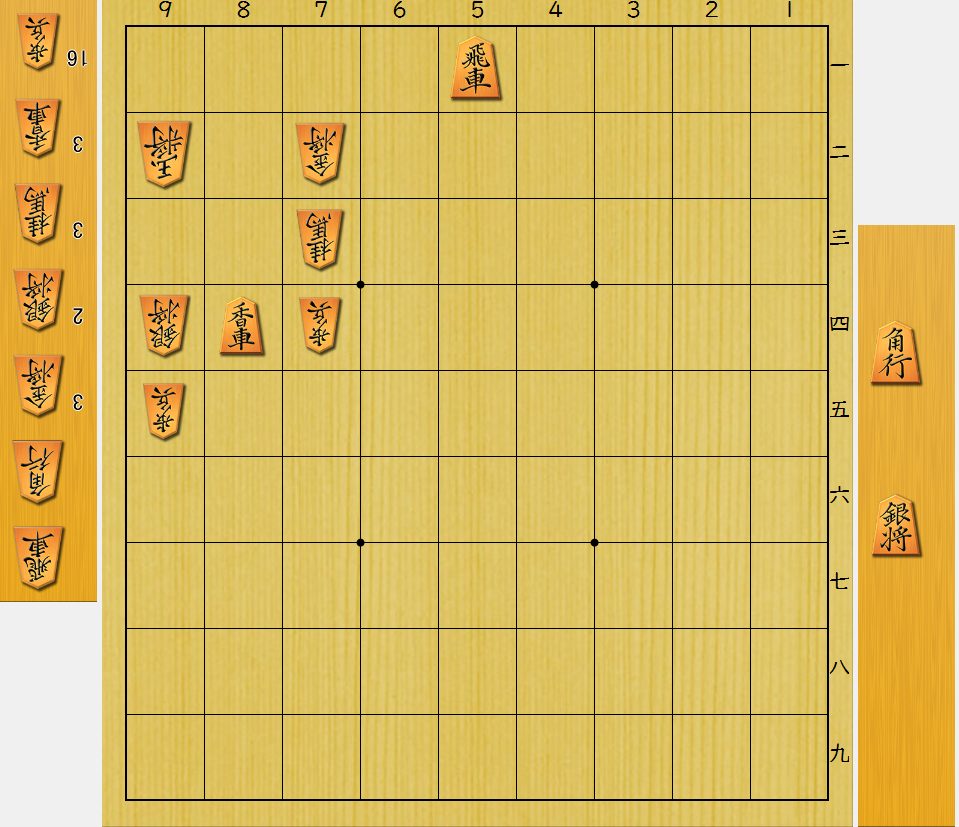 9 8 7 6 5 4 3 2 1
歩兵 16
香車 3
桂馬 3
銀将 2
金将 3
角行
飛車
飛車 一
玉将 金将 二
桂馬 三
銀将 香車 歩兵 四
歩兵 五
六
七
八
九
角行
銀将